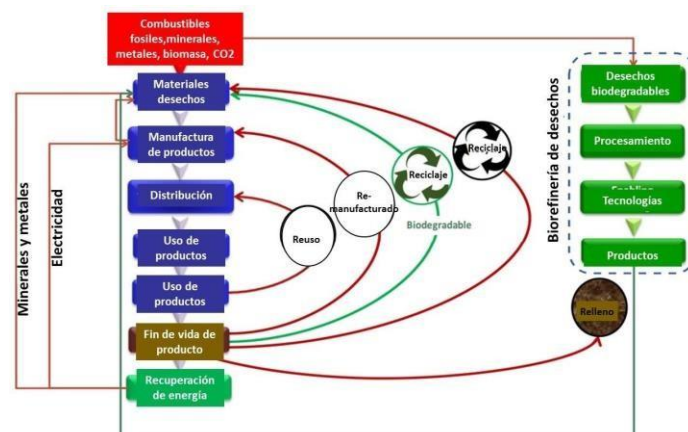 Combustibles
fosiles,minerales,
metales, biomasa, CO2
Materiales
desechos
Manufactura
de productos
Distribución
Uso de
productos
Uso de
productos
Fin de vida de
producto
Recuperación
de energía
Minerales y metales
Electricidad
Reuso
Re-
manufacturado
Reciclaje
Biodegradable
Reciclaje
Relleno
Biorefinería de desechos
Desechos
biodegradables
Procesamiento
Tecnologías
Productos